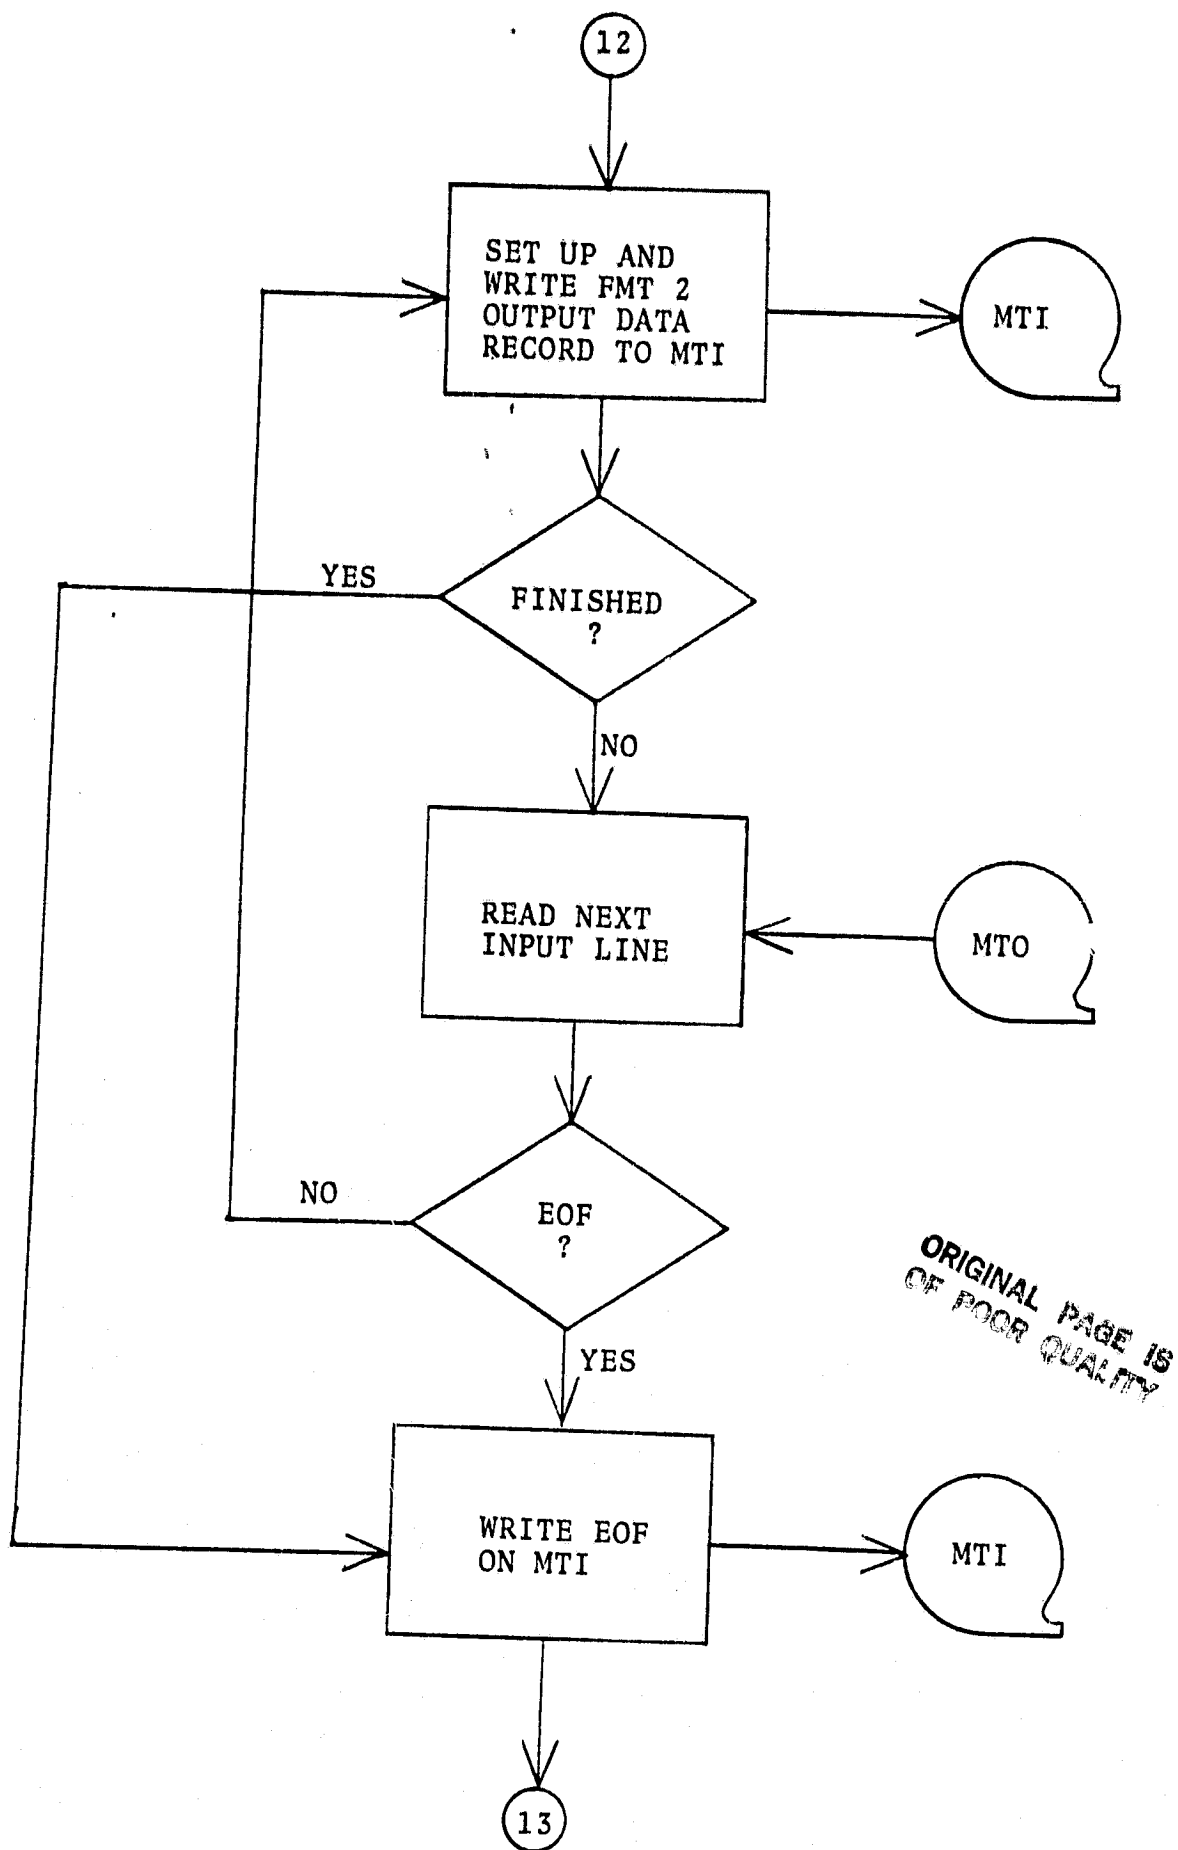 12
SET UP AND
WRITE FMT 2
OUTPUT DATA
RECORD TO MTI
MTI
YES
FINISHED
?
NO
READ NEXT
INPUT LINE
MTO
NO
EOF
?
ORIGINAL PAGE IS
OF POOR QUALITY
YES
WRITE EOF
ON MTI
MTI
13